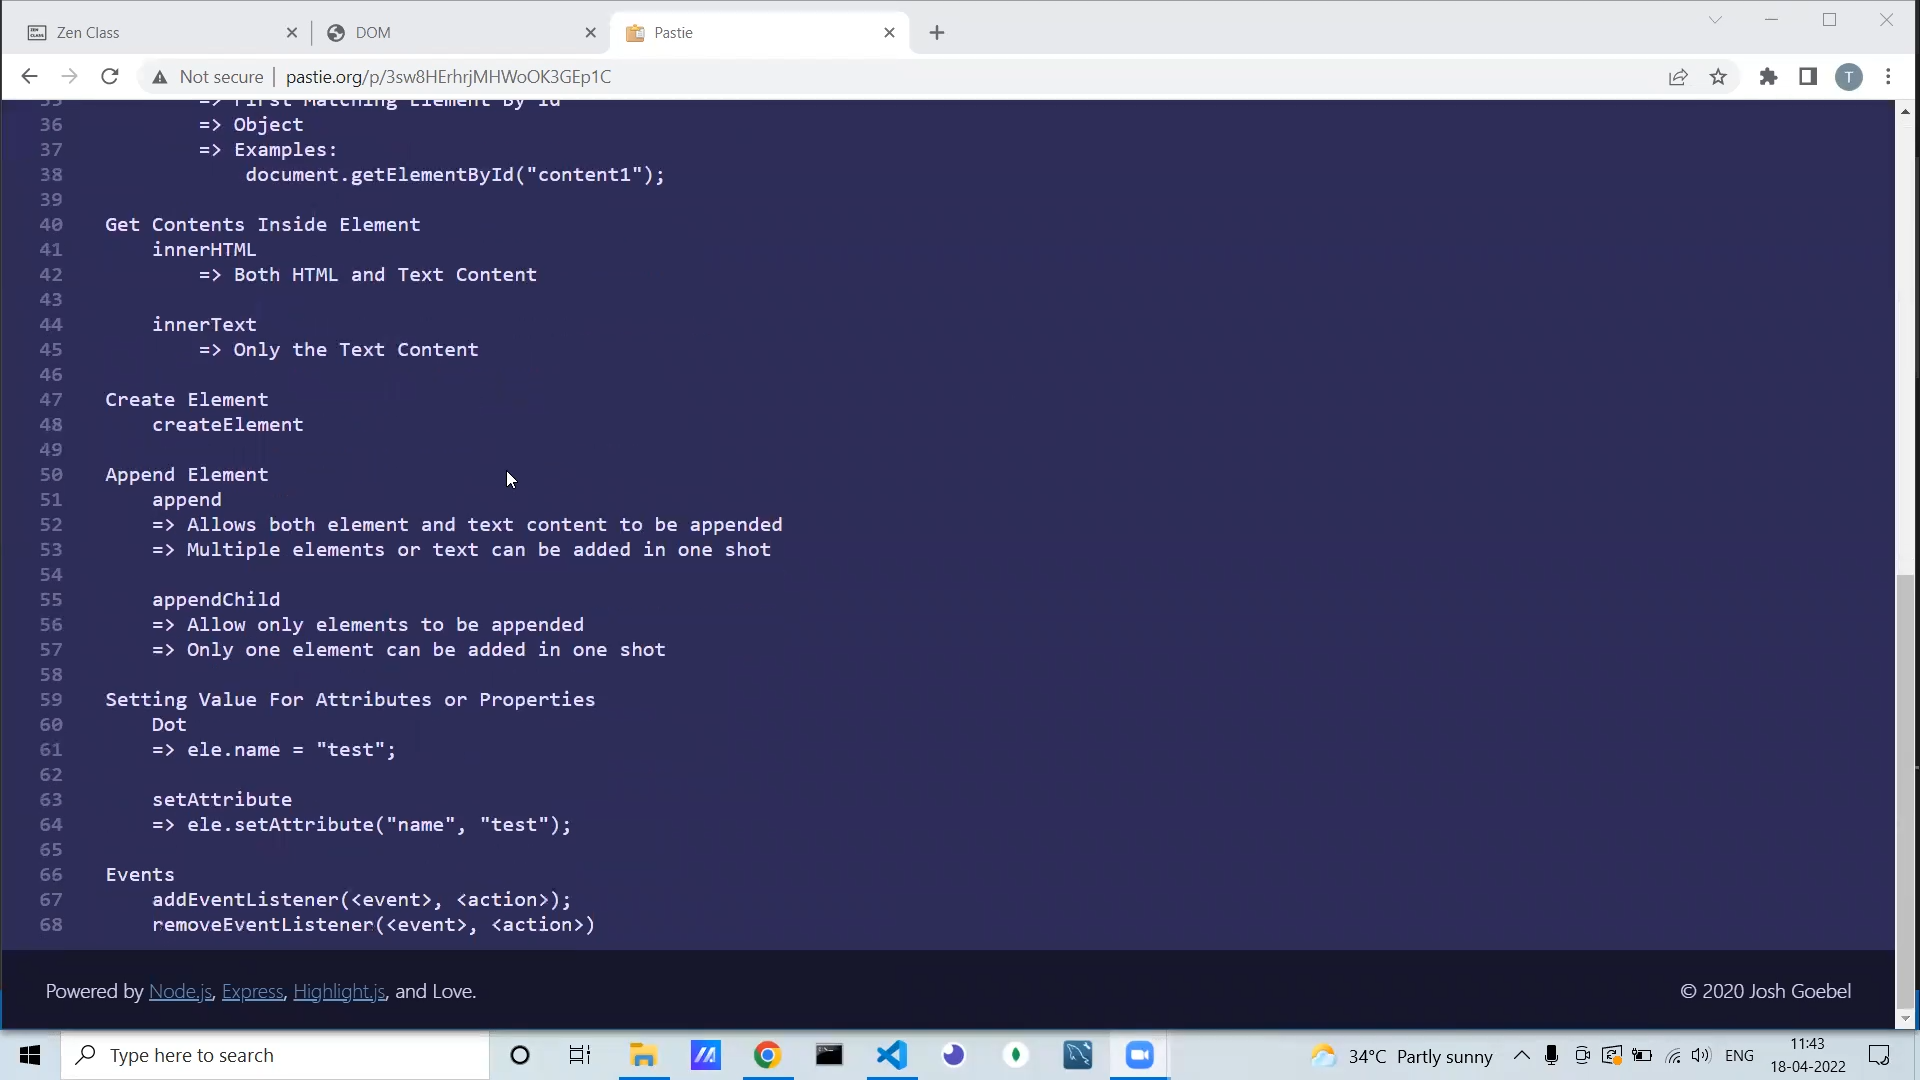 Zen Class
DOM
Pastie
Not secure | pastie.org/p/3sw8HErhrjMHWoOK3GEp1C
35 => First Matching Element By Id
36 => Object
37 => Examples:
38 document.getElementById("content1");
39
40 Get Contents Inside Element
41 innerHTML
42 => Both HTML and Text Content
43
44 innerText
45 => Only the Text Content
46
47 Create Element
48 createElement
49
50 Append Element
51 append
52 => Allows both element and text content to be appended
53 => Multiple elements or text can be added in one shot
54
55 appendChild
56 => Allow only elements to be appended
57 => Only one element can be added in one shot
58
59 Setting Value For Attributes or Properties
60 Dot
61 => ele.name = "test";
62
63 setAttribute
64 => ele.setAttribute("name", "test");
65
66 Events
67 addEventListener(<event>, <action>);
68 removeEventListener(<event>, <action>)
Powered by Node.js, Express, Highlight.js, and Love.
© 2020 Josh Goebel
Type here to search
34°C Partly sunny
ENG
11:43
18-04-2022
T